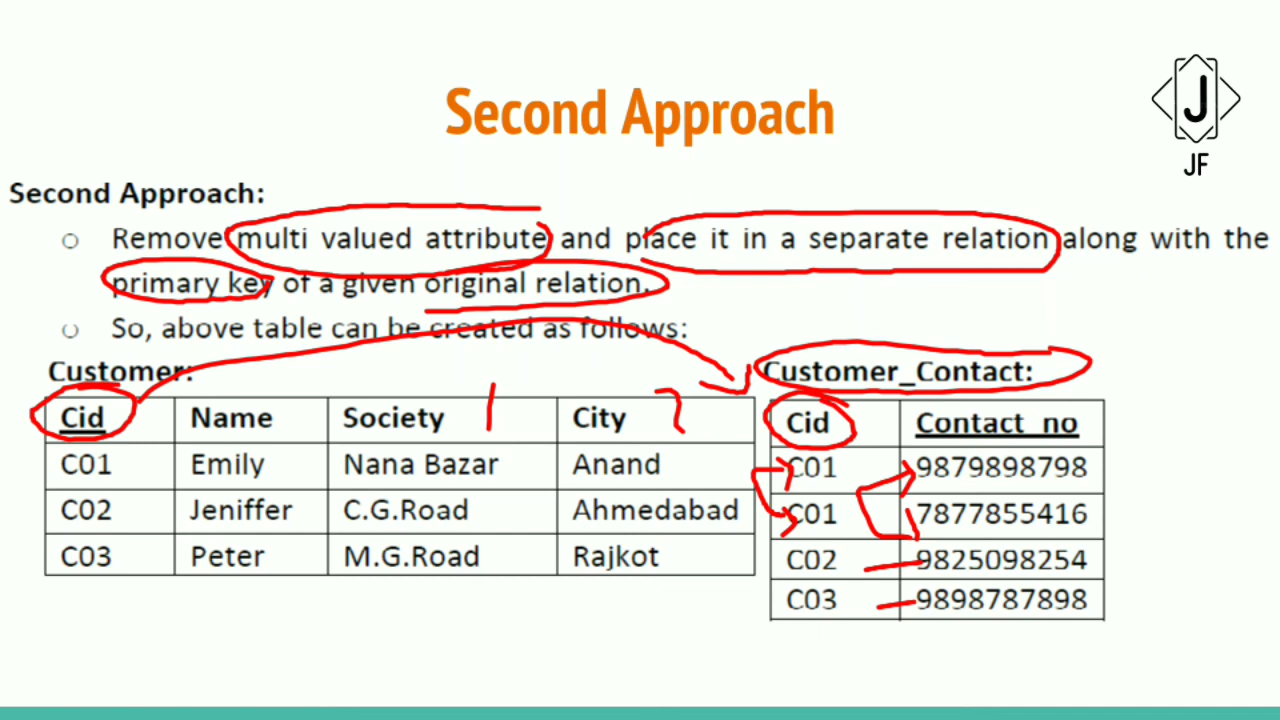 Second Approach
J
JF
Second Approach:
Remove multi valued attribute and place it in a separate relation along with the
primary key of a given original relation.
So, above table can be created as follows:
Customer:
Cid Name Society City
C01 Emily Nana Bazar Anand
C02 Jeniffer C.G.Road Ahmedabad
C03 Peter M.G.Road Rajkot
Customer_Contact:
Cid Contact_no
C01 9879898798
C01 7877855416
C02 9825098254
C03 9898787898